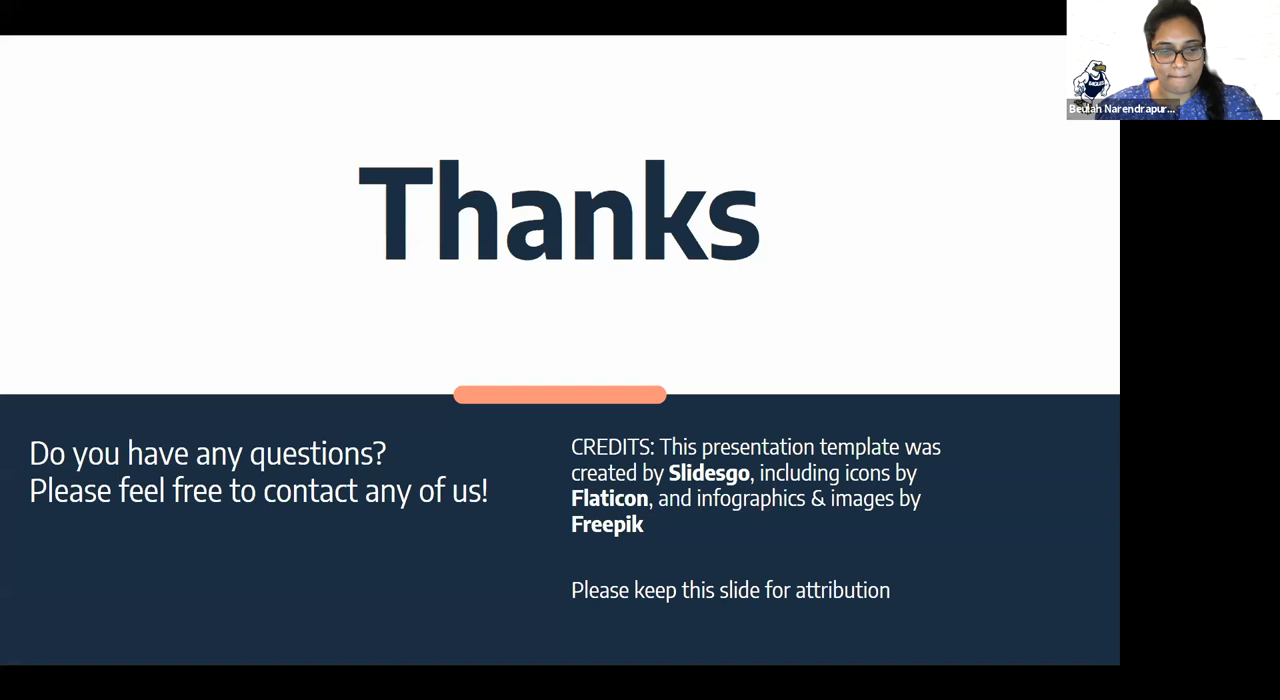 Beulah Narendrapur...
Thanks
Do you have any questions?
Please feel free to contact any of us!
CREDITS: This presentation template was
created by Slidesgo, including icons by
Flaticon, and infographics & images by
Freepik
Please keep this slide for attribution